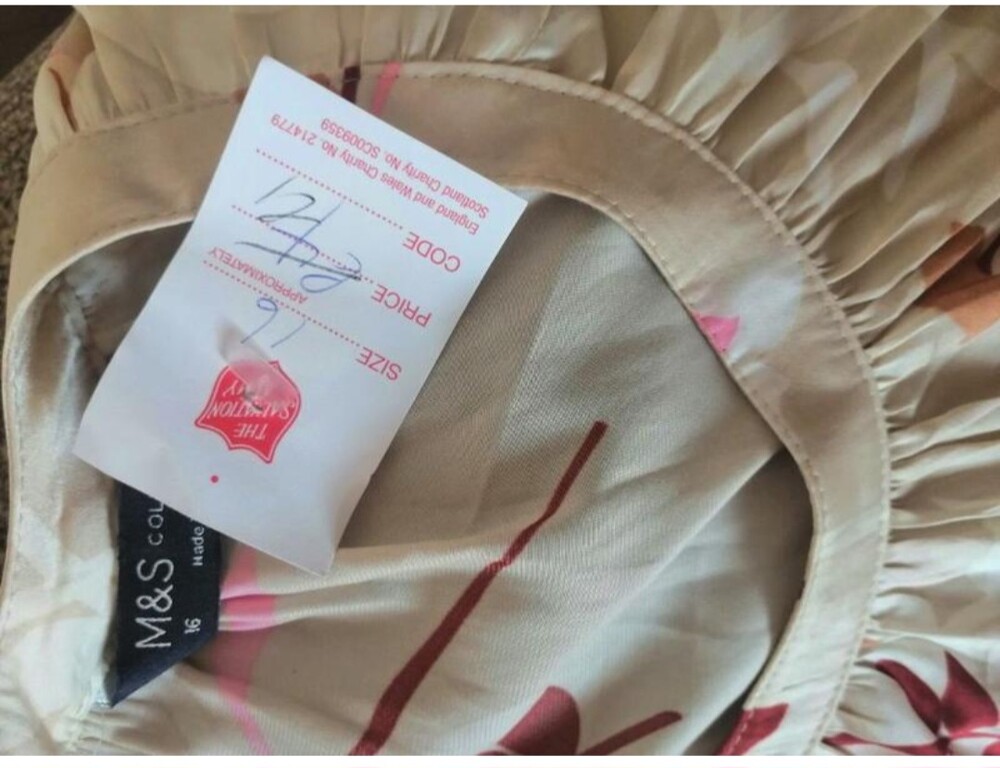 THE
SALVATION
ARMY
SIZE 16
APPROXIMATELY
PRICE
CODE
England and Wales Charity No. 214779
Scotland Charity No. SC009359
M&S
16
Made